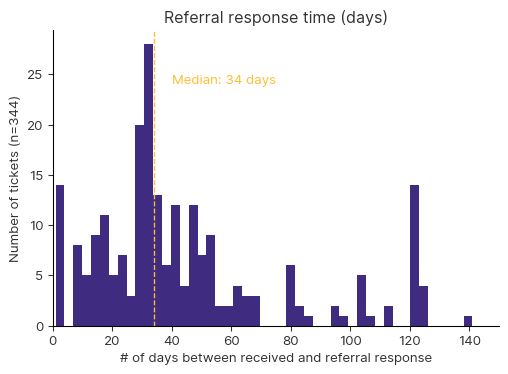 Referral response time (days)
Number of tickets (n=344)
25
20
15
10
5
0
Median: 34 days
0 20 40 60 80 100 120 140
# of days between received and referral response